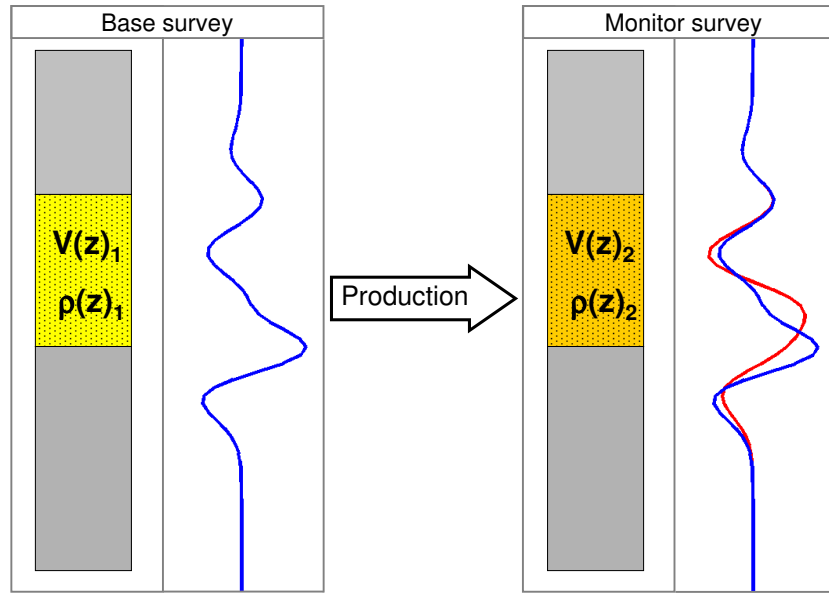 Base survey
Monitor survey
V(z)₁
ρ(z)₁
Production
V(z)₂
ρ(z)₂